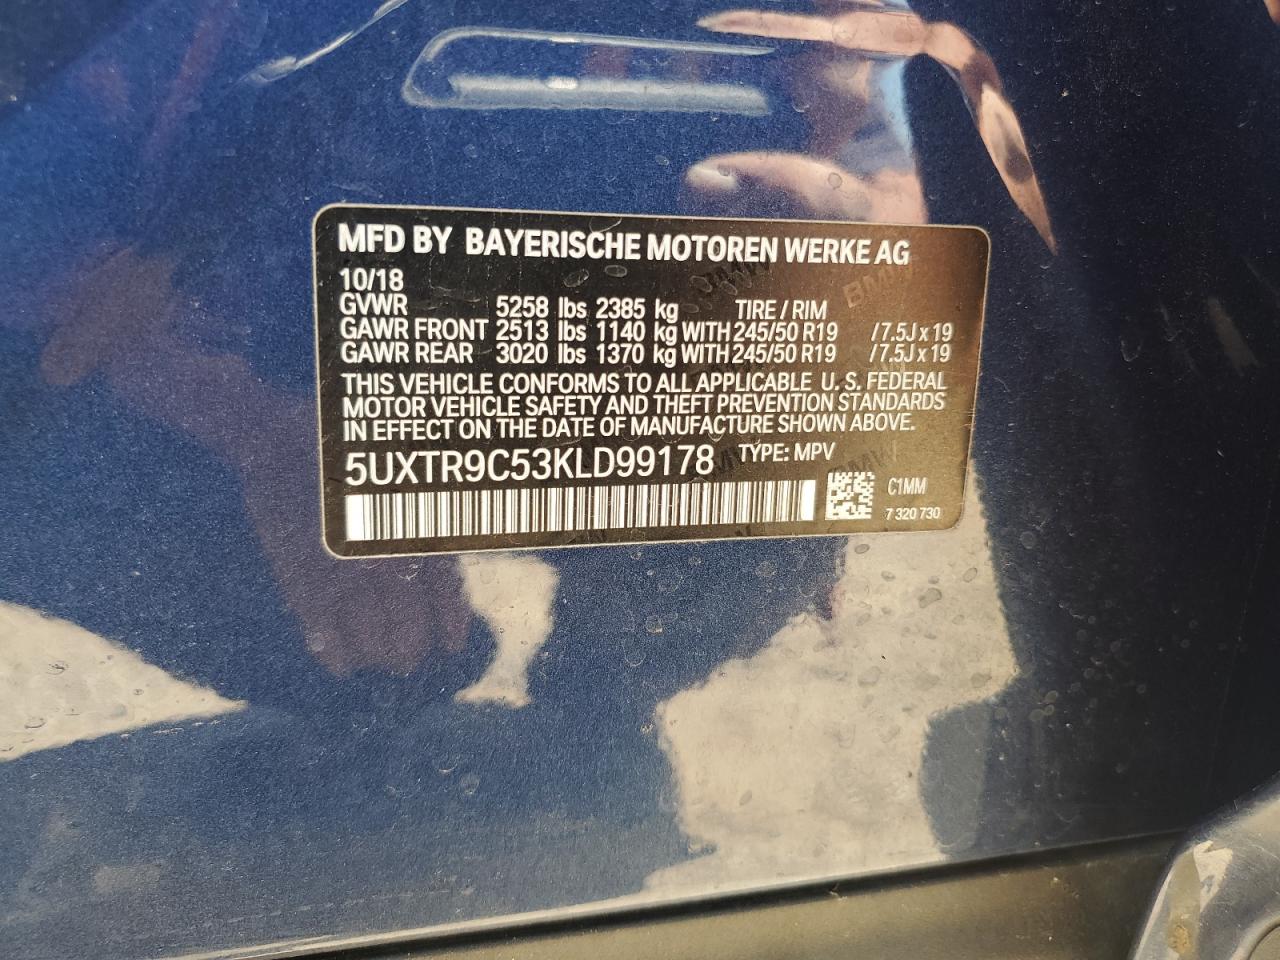 MFD BY BAYERISCHE MOTOREN WERKE AG
10/18
GVWR 5258 lbs 2385 kg TIRE / RIM
GAWR FRONT 2513 lbs 1140 kg WITH 245/50 R19 /7.5J x 19
GAWR REAR 3020 lbs 1370 kg WITH 245/50 R19 /7.5J x 19
THIS VEHICLE CONFORMS TO ALL APPLICABLE U. S. FEDERAL
MOTOR VEHICLE SAFETY AND THEFT PREVENTION STANDARDS
IN EFFECT ON THE DATE OF MANUFACTURE SHOWN ABOVE.
5UXTR9C53KLD99178 TYPE: MPV
C1MM
7 320 730
BMW